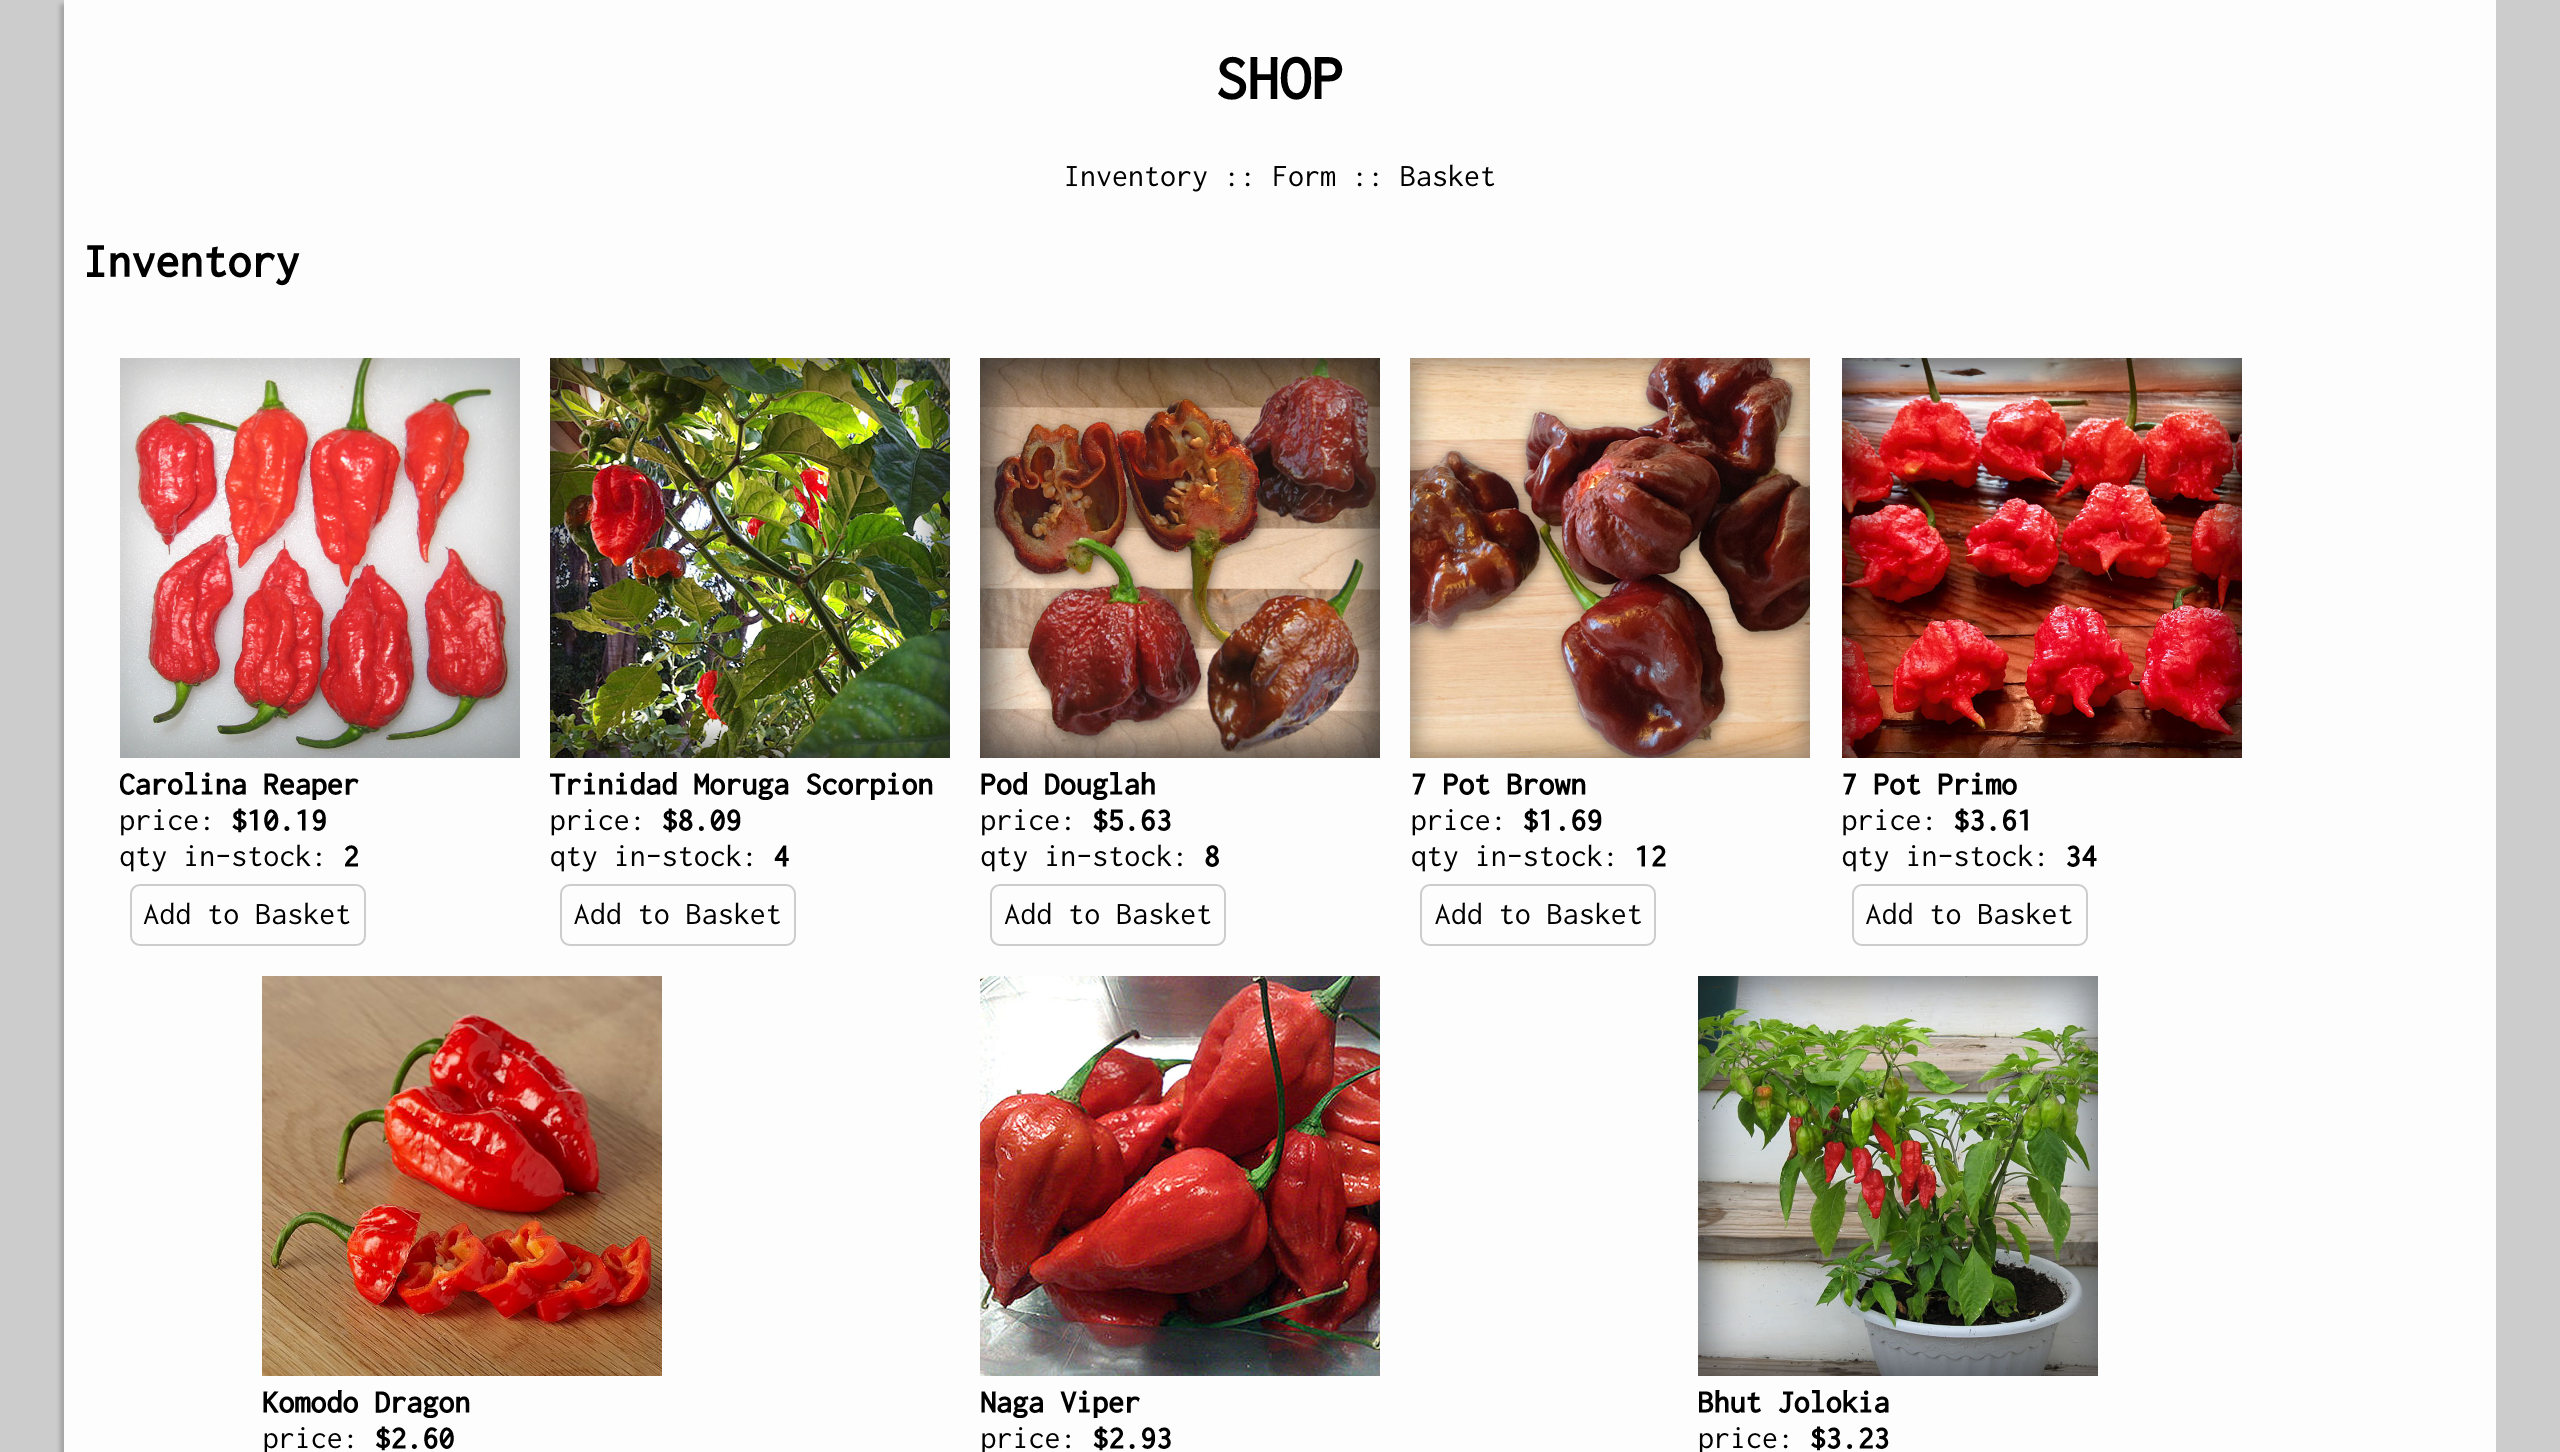 SHOP
Inventory :: Form :: Basket
Inventory
Carolina Reaper
price: $10.19
qty in-stock: 2
Add to Basket
Trinidad Moruga Scorpion
price: $8.09
qty in-stock: 4
Add to Basket
Pod Douglah
price: $5.63
qty in-stock: 8
Add to Basket
7 Pot Brown
price: $1.69
qty in-stock: 12
Add to Basket
7 Pot Primo
price: $3.61
qty in-stock: 34
Add to Basket
Komodo Dragon
price: $2.60
Naga Viper
price: $2.93
Bhut Jolokia
price: $3.23